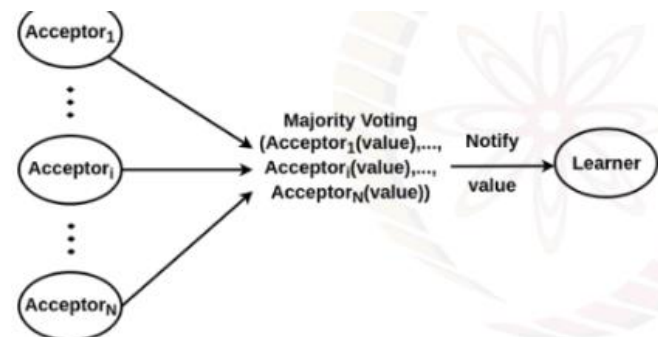 Acceptor1
Majority Voting
(Acceptor1(value),...,
Acceptori(value),...,
AcceptorN(value))
Notify
value
Learner
Acceptori
AcceptorN